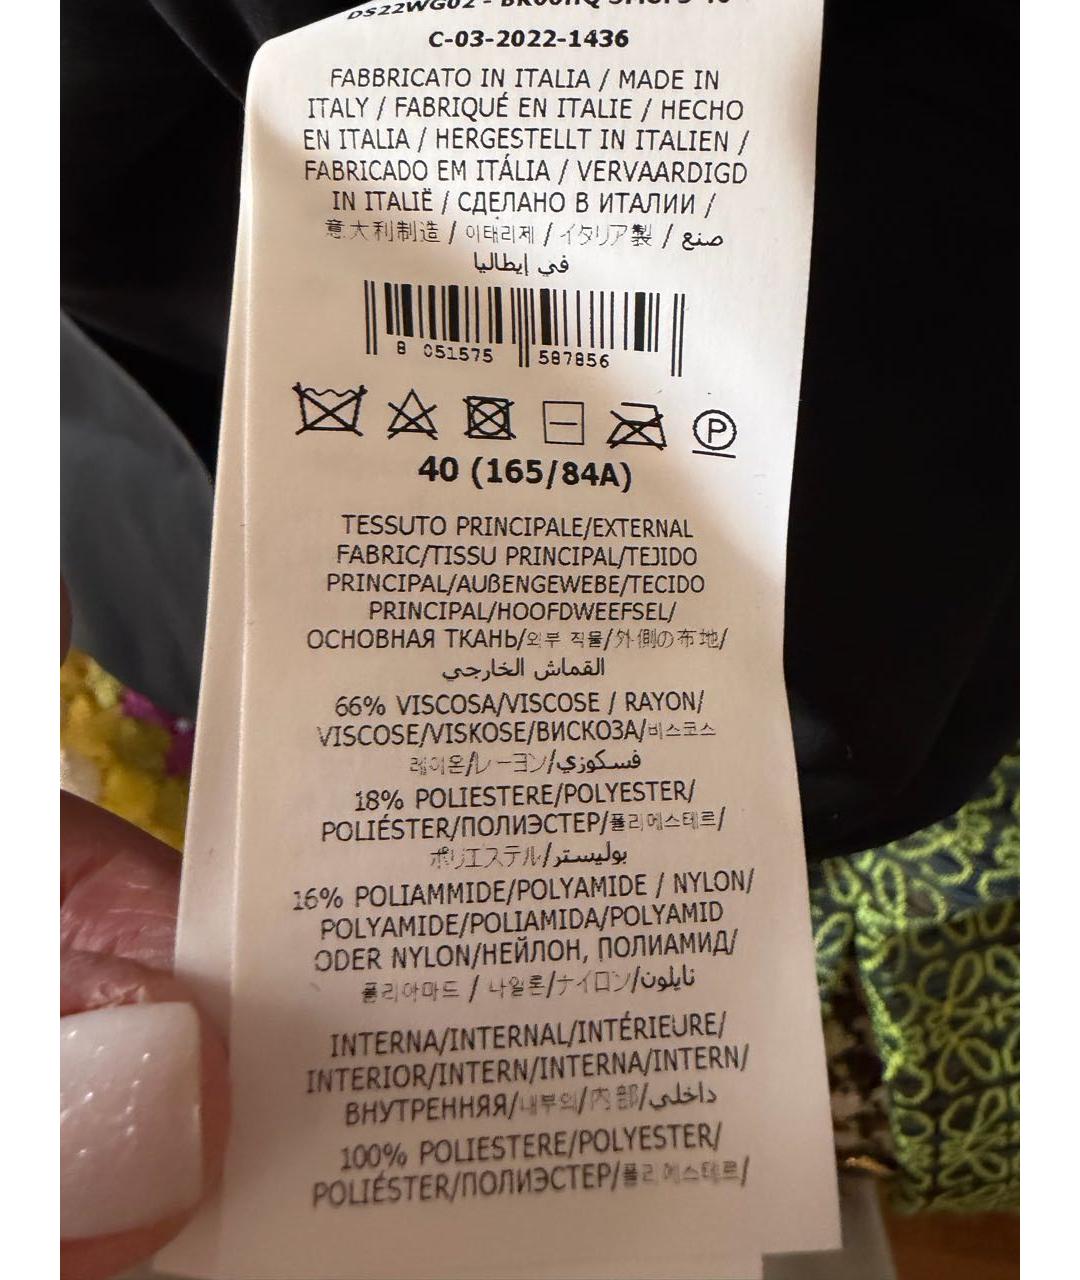 C-03-2022-1436
FABBRICATO IN ITALIA / MADE IN
ITALY / FABRIQUÉ EN ITALIE / HECHO
EN ITALIA / HERGESTELLT IN ITALIEN /
FABRICADO EM ITÁLIA / VERVAARDIGD
IN ITALIË / СДЕЛАНО В ИТАЛИИ /
意大利制造 / 이태리제 / イタリア製 / صنع
في إيطاليا
8 051575 587856
P
40 (165/84A)
TESSUTO PRINCIPALE/EXTERNAL
FABRIC/TISSU PRINCIPAL/TEJIDO
PRINCIPAL/AUßENGEWEBE/TECIDO
PRINCIPAL/HOOFDWEEFSEL/
ОСНОВНАЯ ТКАНЬ/외부 직물/外側の布地/
القماش الخارجي
66% VISCOSA/VISCOSE / RAYON/
VISCOSE/VISKOSE/ВИСКОЗА/비스코스
레이온/レーヨン/فسكوزي
18% POLIESTERE/POLYESTER/
POLIÉSTER/ПОЛИЭСТЕР/폴리에스테르/
ポリエステル/بوليستر
16% POLIAMMIDE/POLYAMIDE / NYLON/
POLYAMIDE/POLIAMIDA/POLYAMID
ODER NYLON/НЕЙЛОН, ПОЛИАМИД/
폴리아마드 / 나일론/ナイロン/نايلون
INTERNA/INTERNAL/INTÉRIEURE/
INTERIOR/INTERN/INTERNA/INTERN/
ВНУТРЕННЯЯ/내부의/内部/داخلي
100% POLIESTERE/POLYESTER/
POLIÉSTER/ПОЛИЭСТЕР/폴리에스테르/